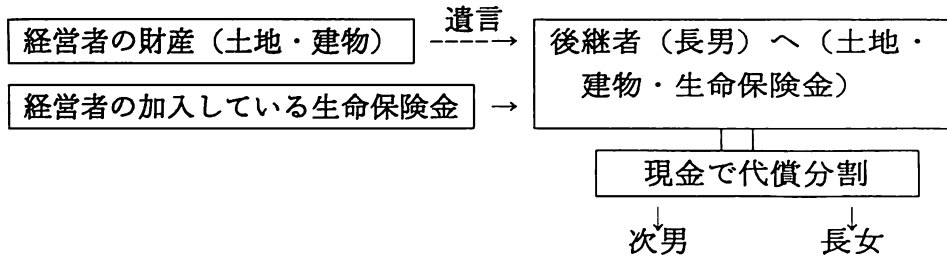 遺言
経営者の財産（土地・建物）
後継者（長男）へ（土地・
建物・生命保険金）
経営者の加入している生命保険金
現金で代償分割
次男 長女